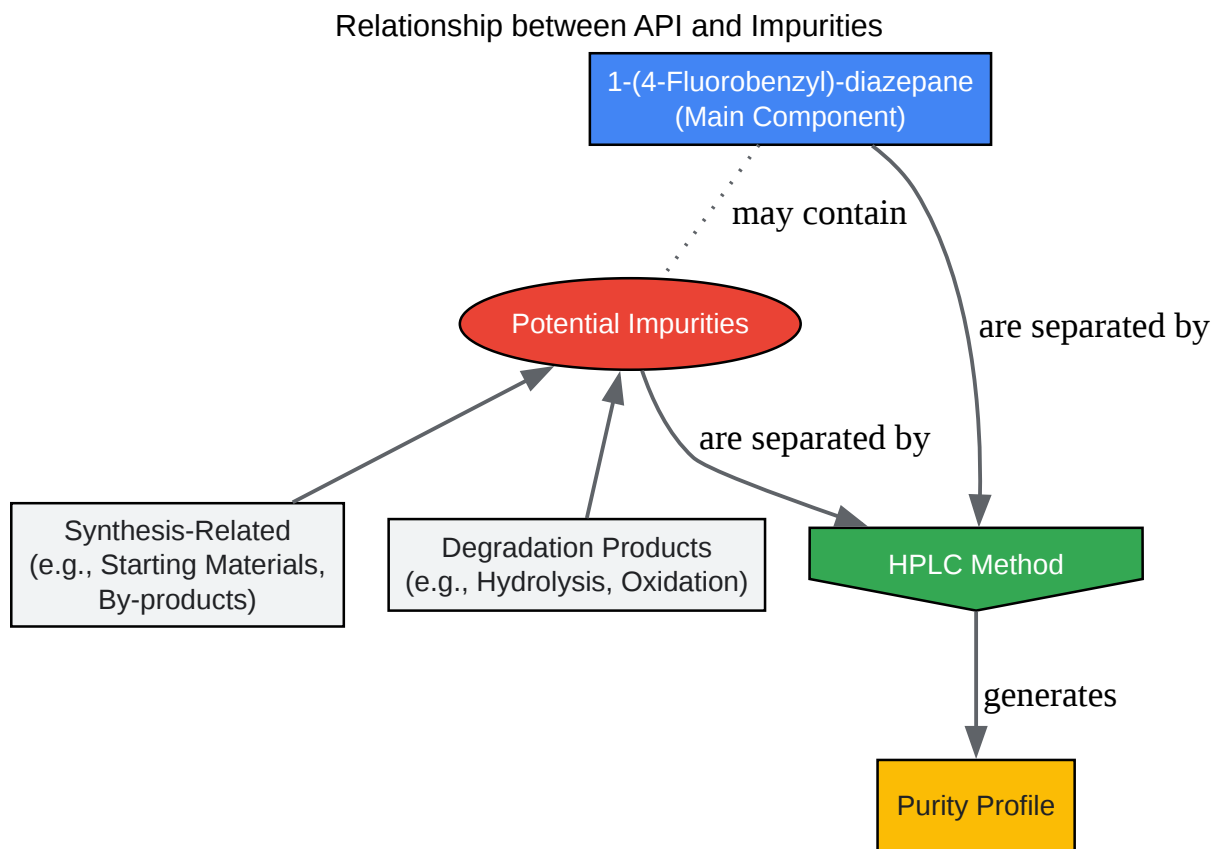 Relationship between API and Impurities
1-(4-Fluorobenzyl)-diazepane
(Main Component)
may contain
Potential Impurities
are separated by
are separated by
Synthesis-Related
(e.g., Starting Materials,
By-products)
Degradation Products
(e.g., Hydrolysis, Oxidation)
HPLC Method
generates
Purity Profile